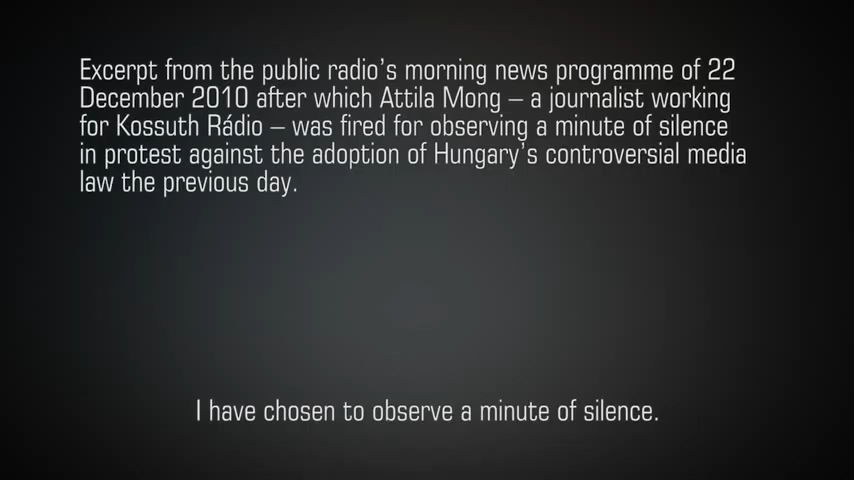 Excerpt from the public radio's morning news programme of 22
December 2010 after which Attila Mong – a journalist working
for Kossuth Rádió – was fired for observing a minute of silence
in protest against the adoption of Hungary's controversial media
law the previous day.
I have chosen to observe a minute of silence.